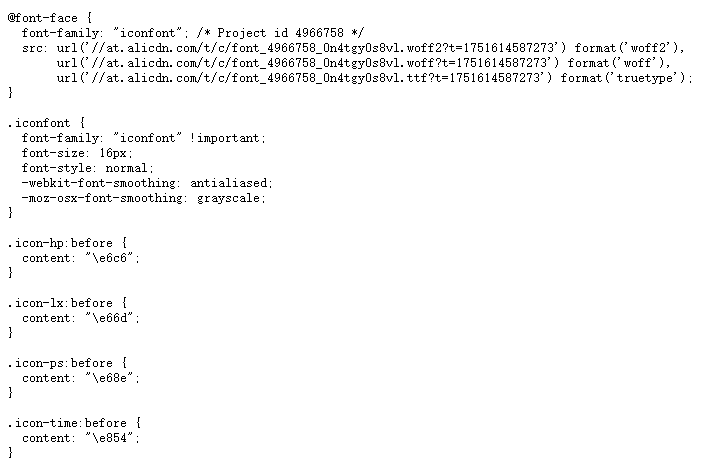 @font-face {
  font-family: "iconfont"; /* Project id 4966758 */
  src: url('//at.alicdn.com/t/c/font_4966758_0n4tgy0s8vl.woff2?t=1751614587273') format('woff2'),
       url('//at.alicdn.com/t/c/font_4966758_0n4tgy0s8vl.woff?t=1751614587273') format('woff'),
       url('//at.alicdn.com/t/c/font_4966758_0n4tgy0s8vl.ttf?t=1751614587273') format('truetype');
}

.iconfont {
  font-family: "iconfont" !important;
  font-size: 16px;
  font-style: normal;
  -webkit-font-smoothing: antialiased;
  -moz-osx-font-smoothing: grayscale;
}

.icon-hp:before {
  content: "\e6c6";
}

.icon-lx:before {
  content: "\e66d";
}

.icon-ps:before {
  content: "\e68e";
}

.icon-time:before {
  content: "\e854";
}